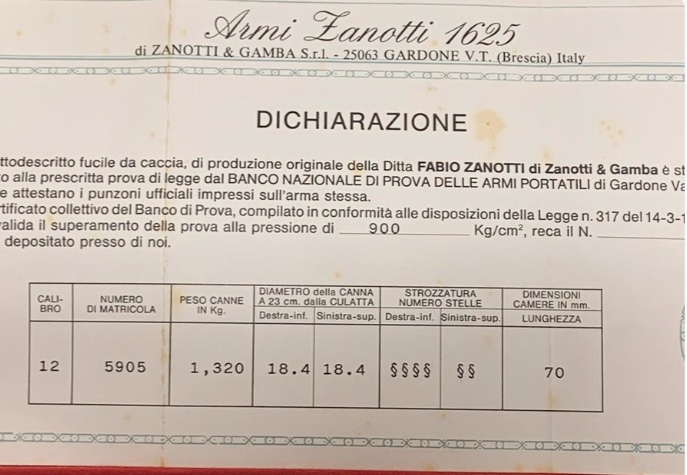 Armi Zanotti 1625
di ZANOTTI & GAMBA S.r.l. - 25063 GARDONE V.T. (Brescia) Italy
DICHIARAZIONE
ttodescritto fucile da caccia, di produzione originale della Ditta FABIO ZANOTTI di Zanotti & Gamba è st
o alla prescritta prova di legge dal BANCO NAZIONALE DI PROVA DELLE ARMI PORTATILI di Gardone Va
e attestano i punzoni ufficiali impressi sull'arma stessa.
rtificato collettivo del Banco di Prova, compilato in conformità alle disposizioni della Legge n. 317 del 14-3-1
valida il superamento della prova alla pressione di 900 Kg/cm², reca il N.
depositato presso di noi.
CALI-BRO NUMERO DI MATRICOLA PESO CANNE IN Kg. DIAMETRO della CANNA A 23 cm. dalla CULATTA STROZZATURA NUMERO STELLE DIMENSIONI CAMERE IN mm.
Destra-inf. Sinistra-sup. Destra-inf. Sinistra-sup. LUNGHEZZA
12 5905 1,320 18.4 18.4 §§§§ §§ 70